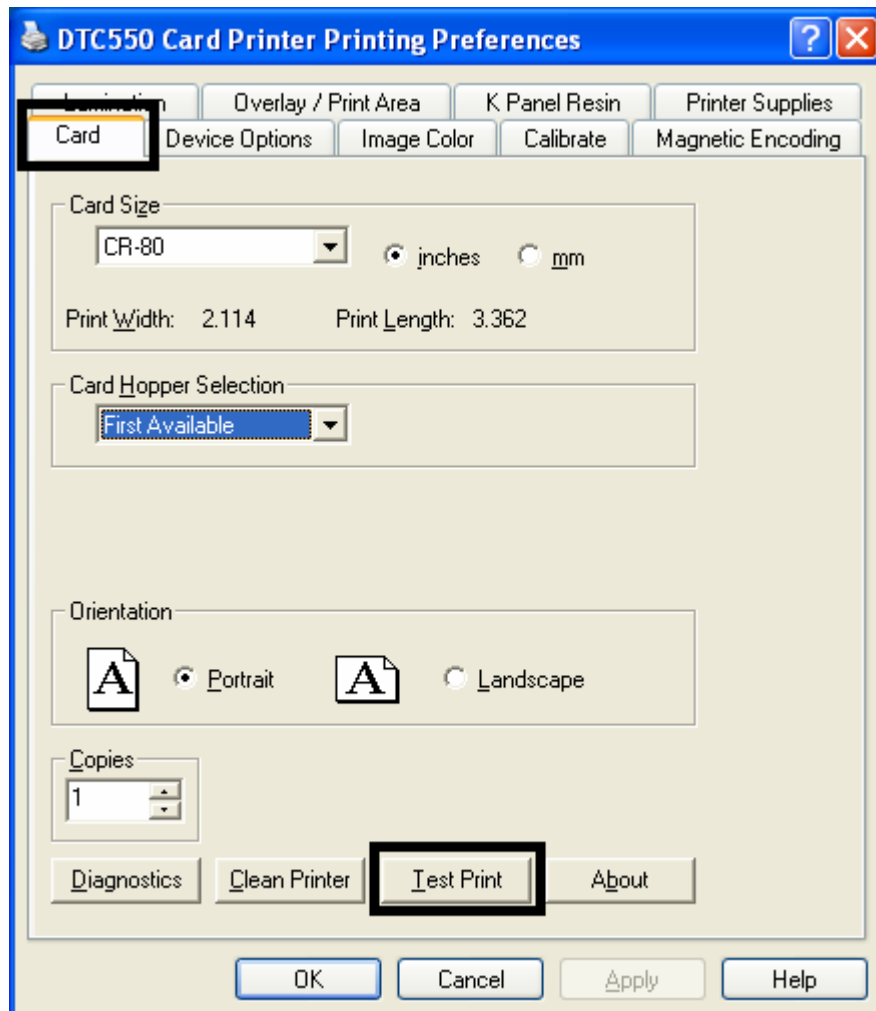 DTC550 Card Printer Printing Preferences
Lamination Overlay / Print Area K Panel Resin Printer Supplies
Card Device Options Image Color Calibrate Magnetic Encoding
Card Size
CR-80 inches mm
Print Width: 2.114 Print Length: 3.362
Card Hopper Selection
First Available
Orientation
A Portrait A Landscape
Copies
1
Diagnostics Clean Printer Test Print About
OK Cancel Apply Help